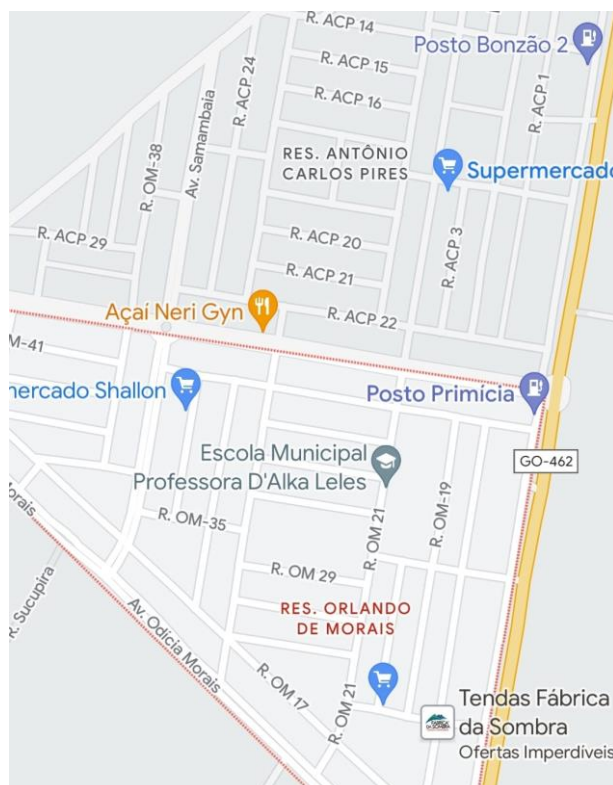 R. ACP 14
Posto Bonzão 2
R. ACP 24
R. ACP 15
R. ACP 1
R. ACP 16
Av. Samambaia
R. OM-38
RES. ANTÔNIO
CARLOS PIRES
Supermercado
R. ACP 29
R. ACP 20
R. ACP 3
R. ACP 21
Açaí Neri Gyn
R. ACP 22
M-41
mercado Shallon
Posto Primícia
Escola Municipal
Professora D'Alka Leles
GO-462
R. OM-19
R. OM-35
R. OM 21
Morais
R. OM 29
R. Sucupira
RES. ORLANDO
DE MORAIS
Av. Odicia Morais
R. OM 17
R. OM 21
Tendas Fábrica
da Sombra
Ofertas Imperdíveis